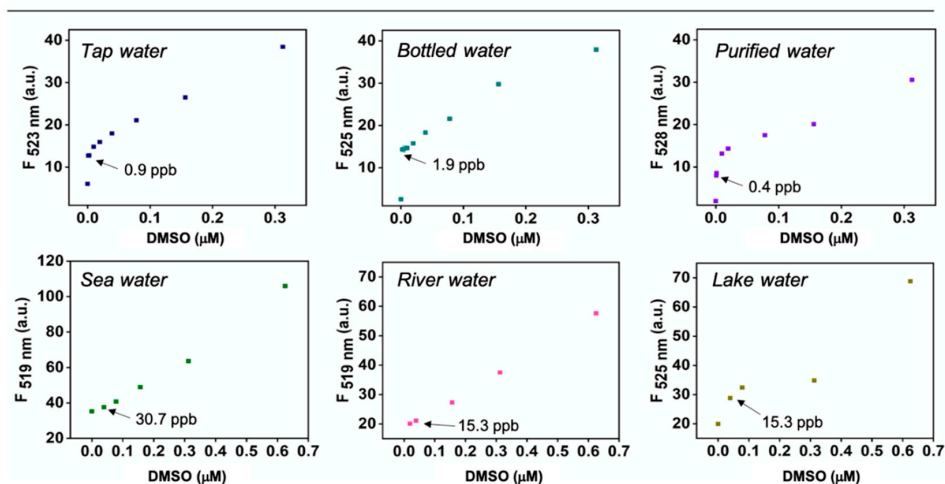 Tap water
F 523 nm (a.u.)
40
30
20
10
0.9 ppb
0.0 0.1 0.2 0.3
DMSO (μM)
Bottled water
F 525 nm (a.u.)
40
30
20
10
1.9 ppb
0.0 0.1 0.2 0.3
DMSO (μM)
Purified water
F 528 nm (a.u.)
40
30
20
10
0.4 ppb
0.0 0.1 0.2 0.3
DMSO (μM)
Sea water
F 519 nm (a.u.)
120
100
80
60
40
20
30.7 ppb
0.0 0.1 0.2 0.3 0.4 0.5 0.6 0.7
DMSO (μM)
River water
F 519 nm (a.u.)
70
60
50
40
30
20
15.3 ppb
0.0 0.1 0.2 0.3 0.4 0.5 0.6 0.7
DMSO (μM)
Lake water
F 525 nm (a.u.)
70
60
50
40
30
20
15.3 ppb
0.0 0.1 0.2 0.3 0.4 0.5 0.6 0.7
DMSO (μM)